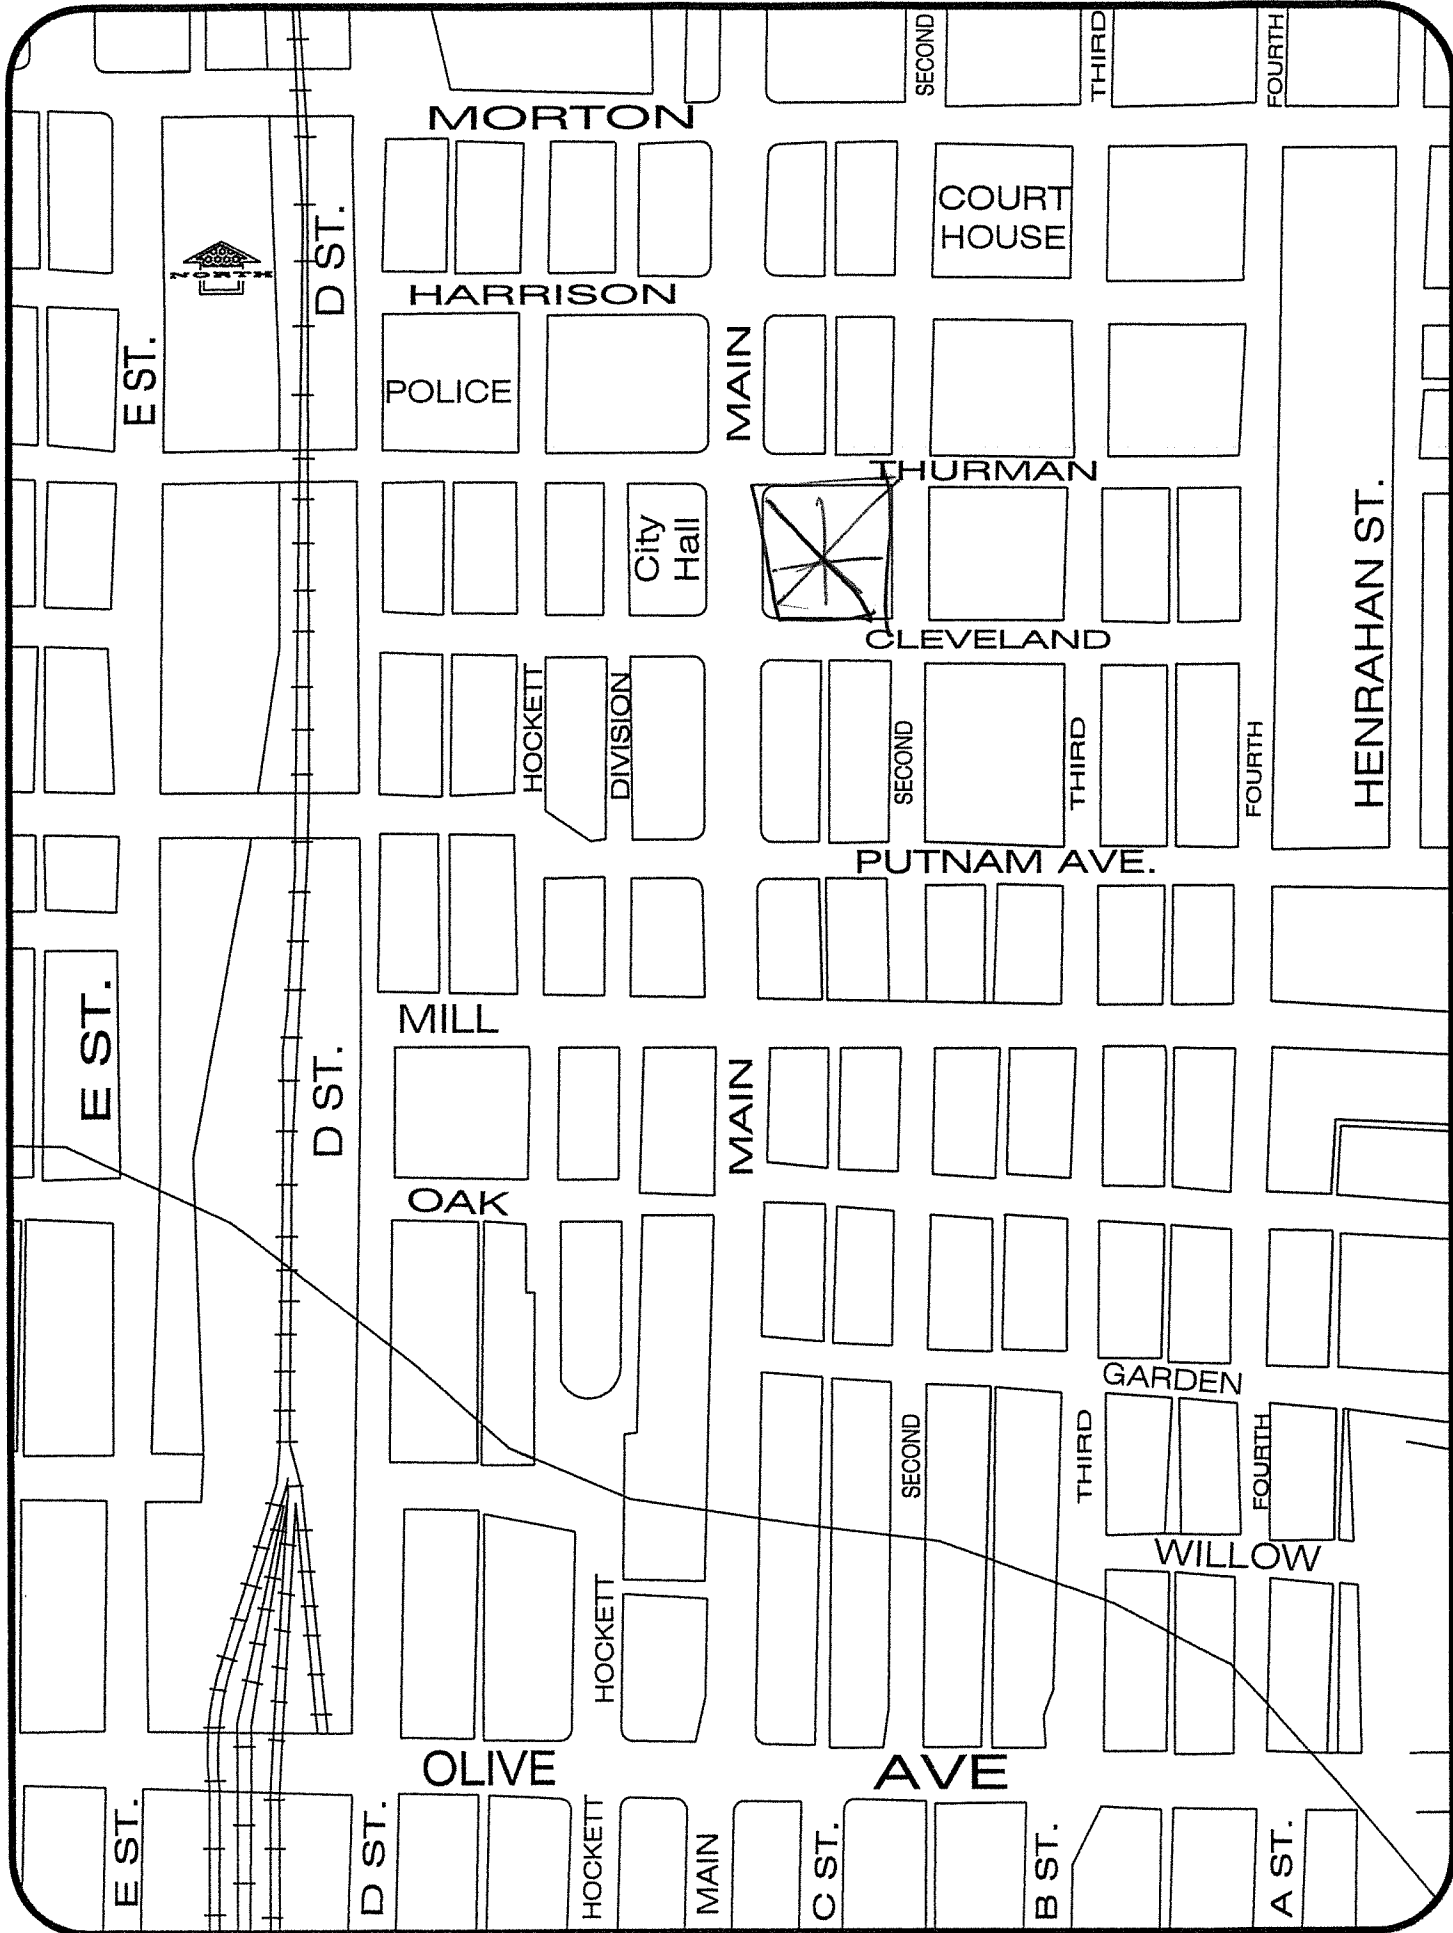 SECOND
THIRD
FOURTH
MORTON
COURT
HOUSE
NORTH
D ST.
HARRISON
E ST.
POLICE
MAIN
THURMAN
City
Hall
HENRAHAN ST.
CLEVELAND
HOCKETT
DIVISION
SECOND
THIRD
FOURTH
PUTNAM AVE.
E ST.
MILL
D ST.
MAIN
OAK
GARDEN
SECOND
THIRD
FOURTH
WILLOW
HOCKETT
OLIVE
AVE
E ST.
D ST.
HOCKETT
MAIN
C ST.
B ST.
A ST.